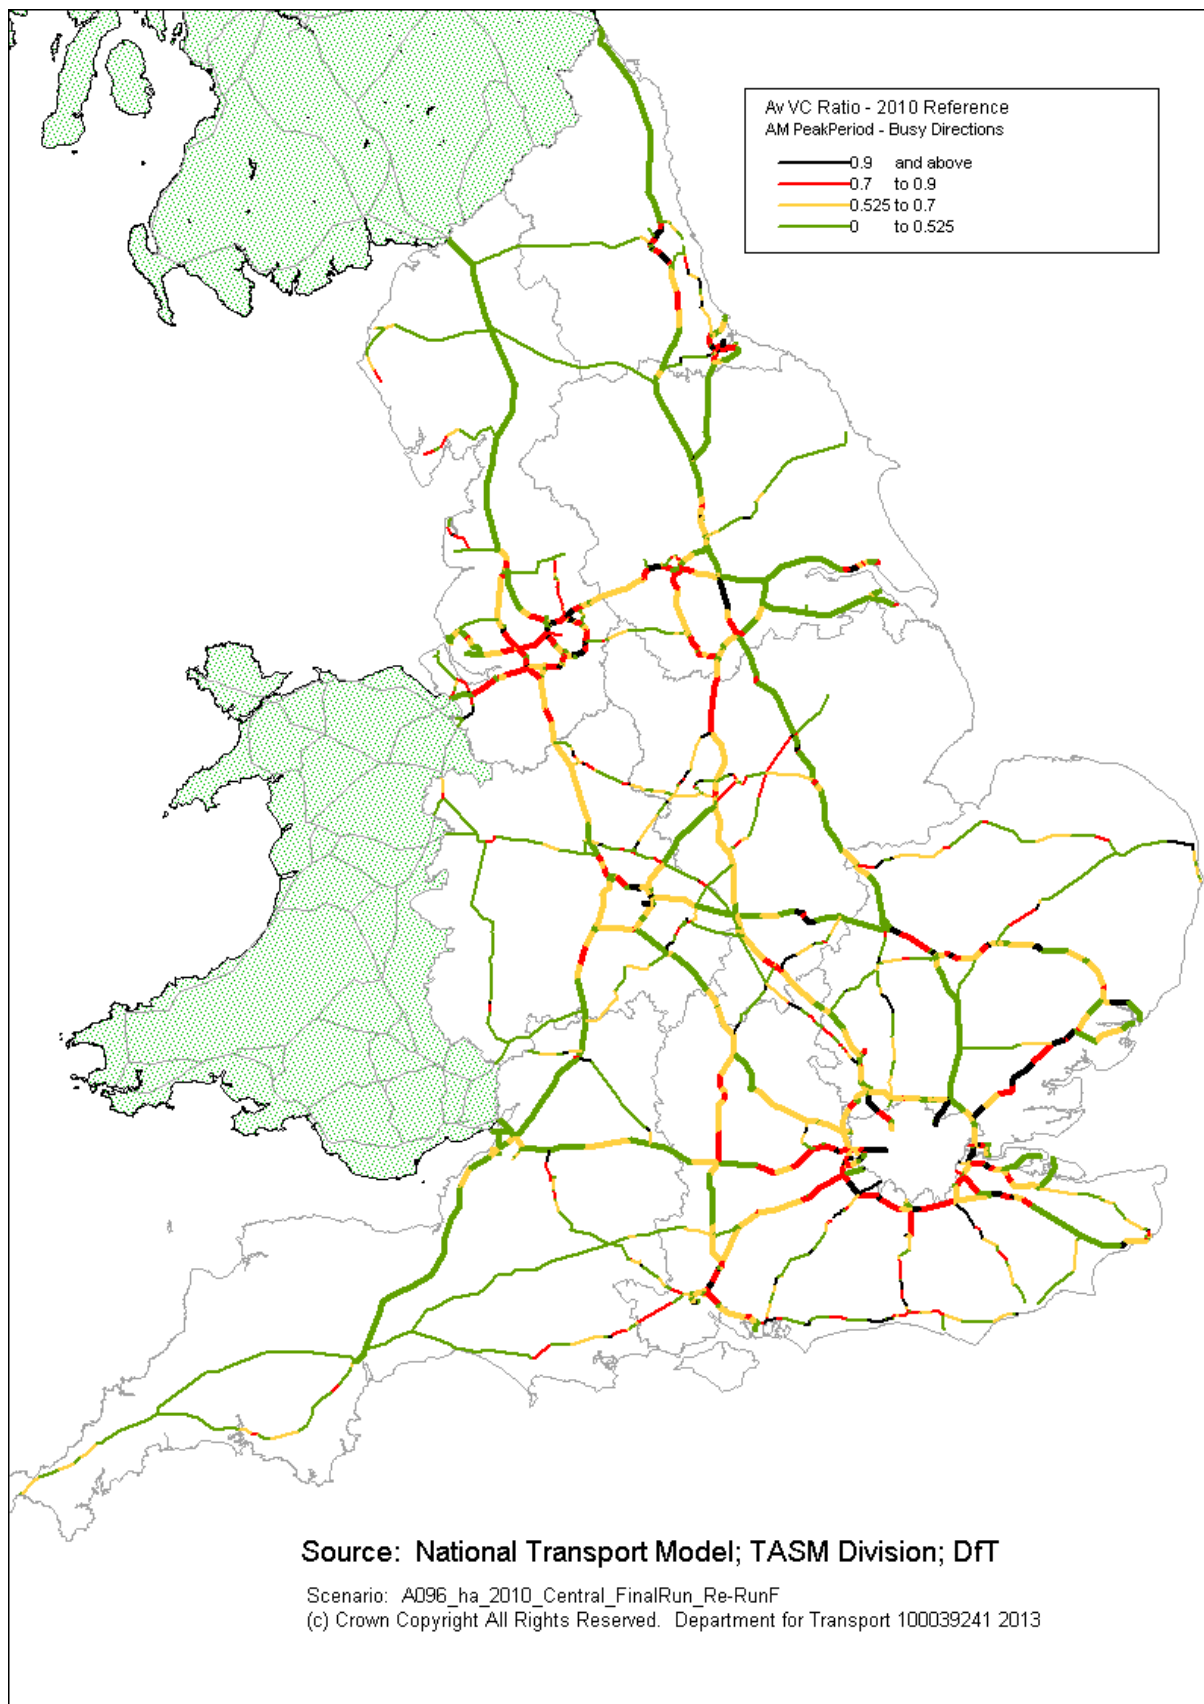 Av VC Ratio - 2010 Reference
AM PeakPeriod - Busy Directions
0.9 and above
0.7 to 0.9
0.525 to 0.7
0 to 0.525
Source: National Transport Model; TASM Division; DfT
Scenario: A096_ha_2010_Central_FinalRun_Re-RunF
(c) Crown Copyright All Rights Reserved. Department for Transport 100039241 2013